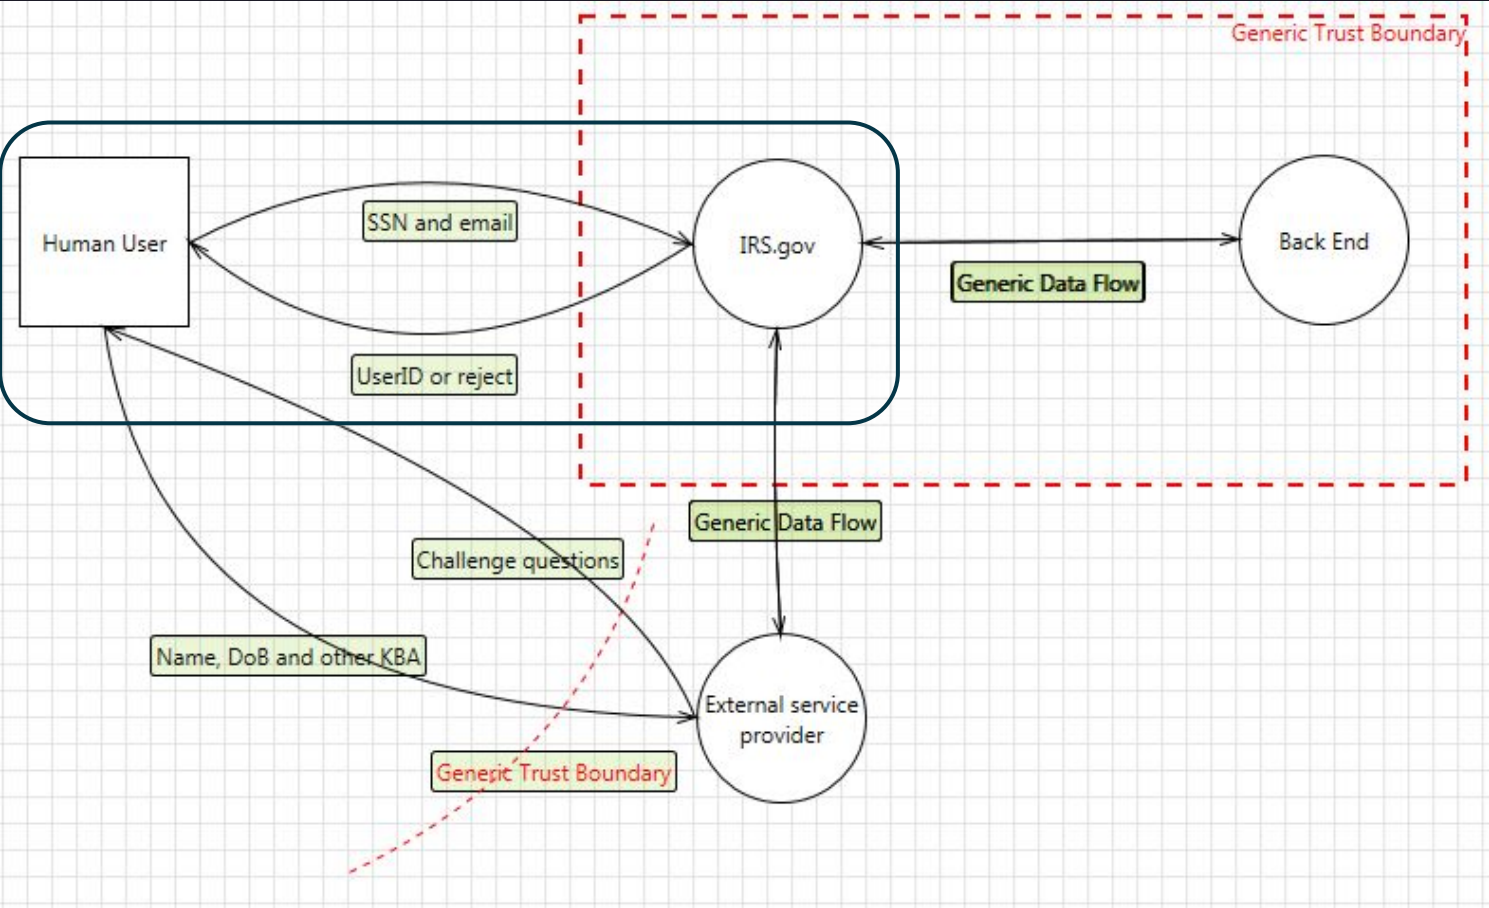 Generic Trust Boundary
SSN and email
Human User
IRS.gov
Back End
Generic Data Flow
UserID or reject
Generic Data Flow
Challenge questions
Name, DoB and other KBA
External service
provider
Generic Trust Boundary